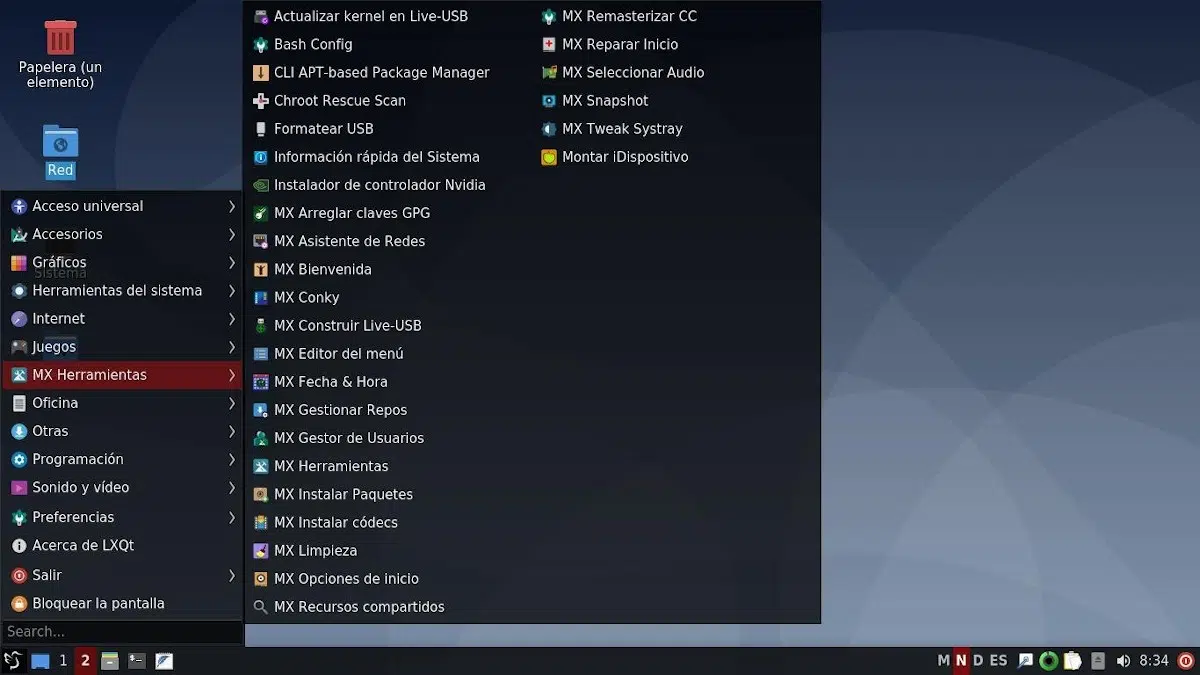 Papelera (un
elemento)
Red
Sistema
Acceso universal
Accesorios
Gráficos
Herramientas del sistema
Internet
Juegos
MX Herramientas
Oficina
Otras
Programación
Sonido y vídeo
Preferencias
Acerca de LXQt
Salir
Bloquear la pantalla
Search...
Actualizar kernel en Live-USB
Bash Config
CLI APT-based Package Manager
Chroot Rescue Scan
Formatear USB
Información rápida del Sistema
Instalador de controlador Nvidia
MX Arreglar claves GPG
MX Asistente de Redes
MX Bienvenida
MX Conky
MX Construir Live-USB
MX Editor del menú
MX Fecha & Hora
MX Gestionar Repos
MX Gestor de Usuarios
MX Herramientas
MX Instalar Paquetes
MX Instalar códecs
MX Limpieza
MX Opciones de inicio
MX Recursos compartidos
MX Remasterizar CC
MX Reparar Inicio
MX Seleccionar Audio
MX Snapshot
MX Tweak Systray
Montar iDispositivo
1 2 M N D ES 8:34